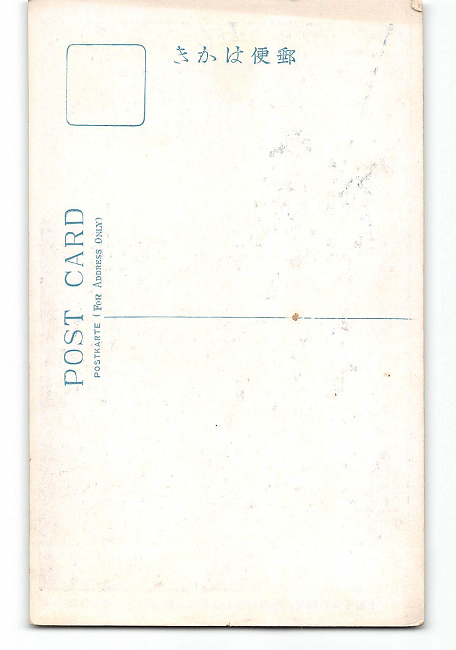 郵便はかき
POST CARD
POSTKARTE (FOR ADDRESS ONLY)